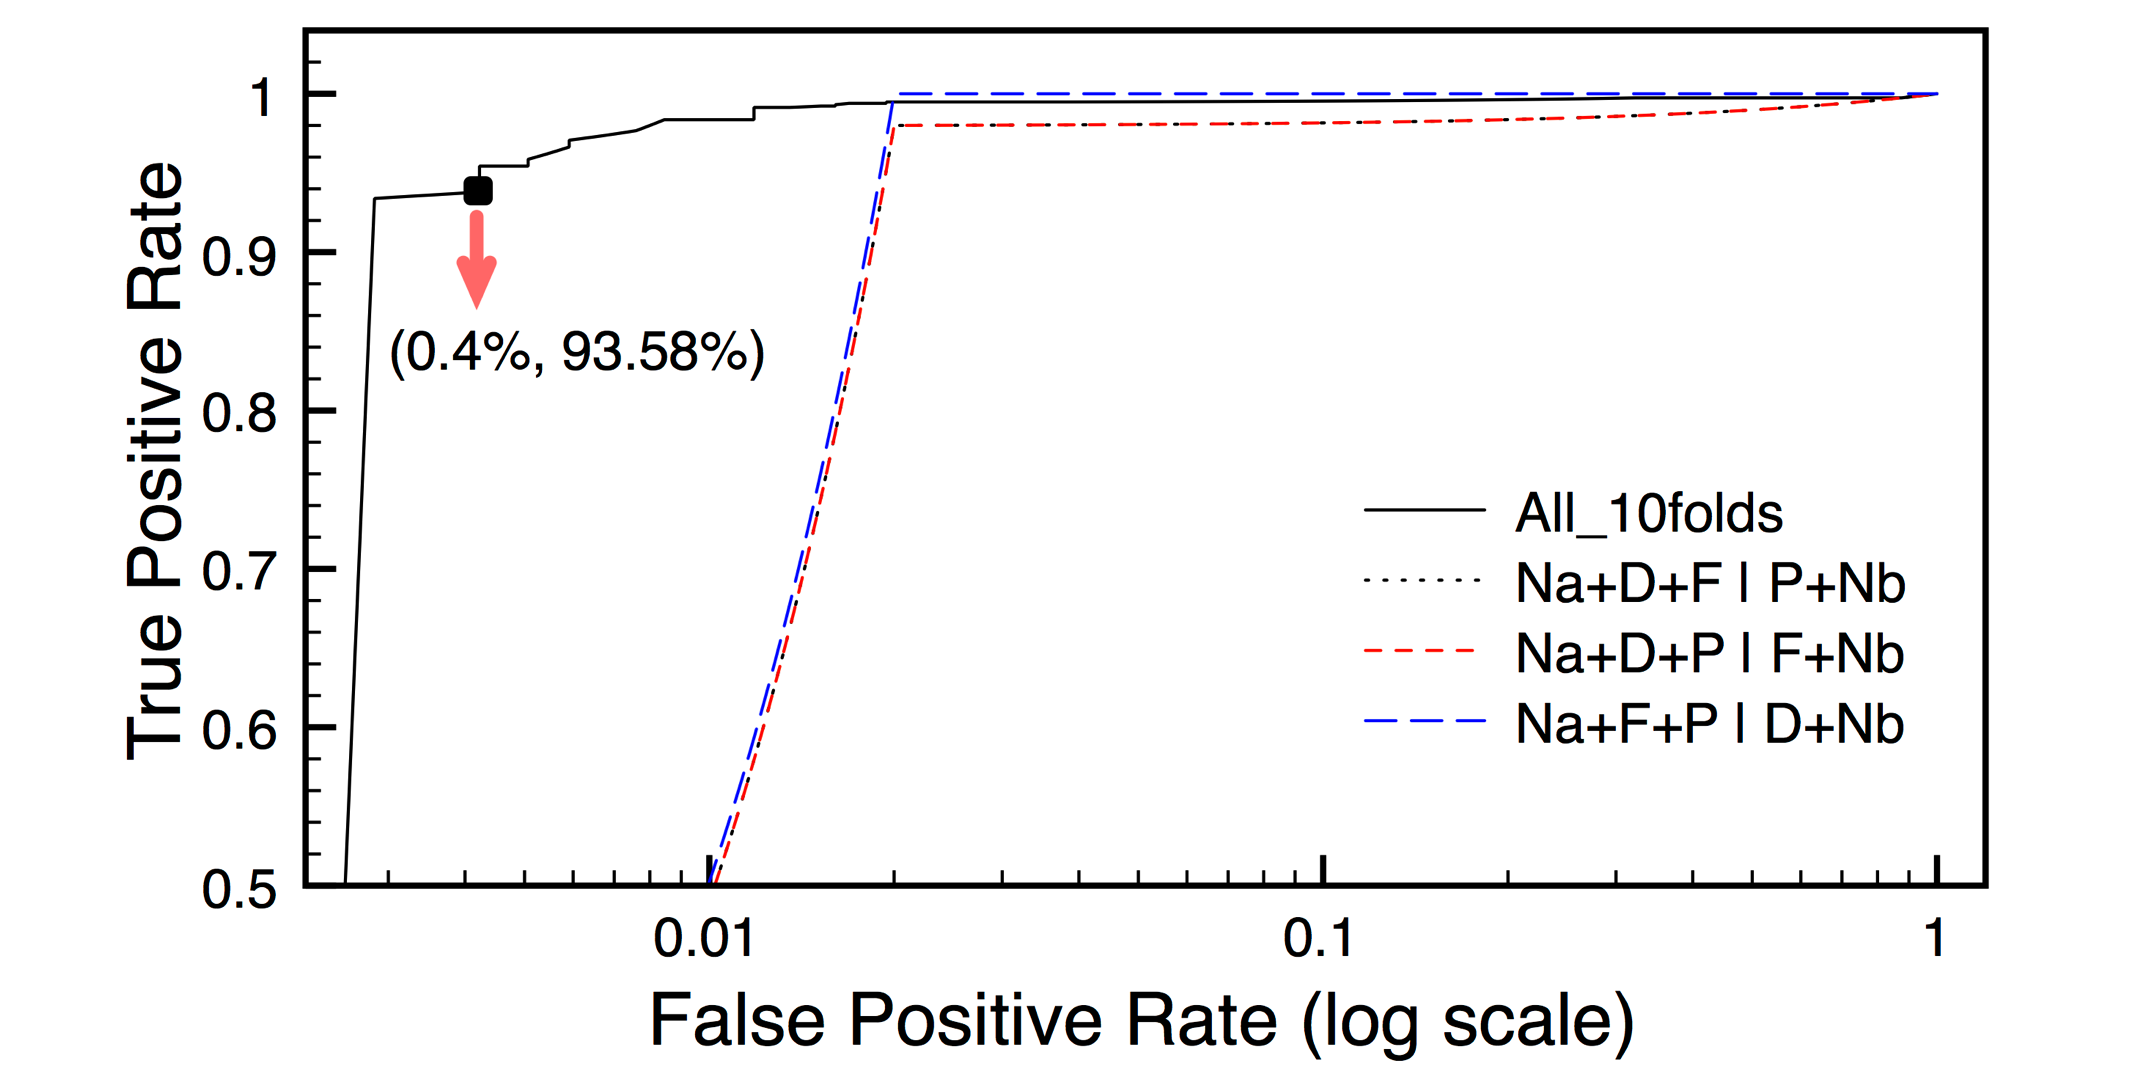 True Positive Rate
1
0.9
0.8
0.7
0.6
0.5
(0.4%, 93.58%)
All_10folds
Na+D+F | P+Nb
Na+D+P | F+Nb
Na+F+P | D+Nb
0.01 0.1 1
False Positive Rate (log scale)